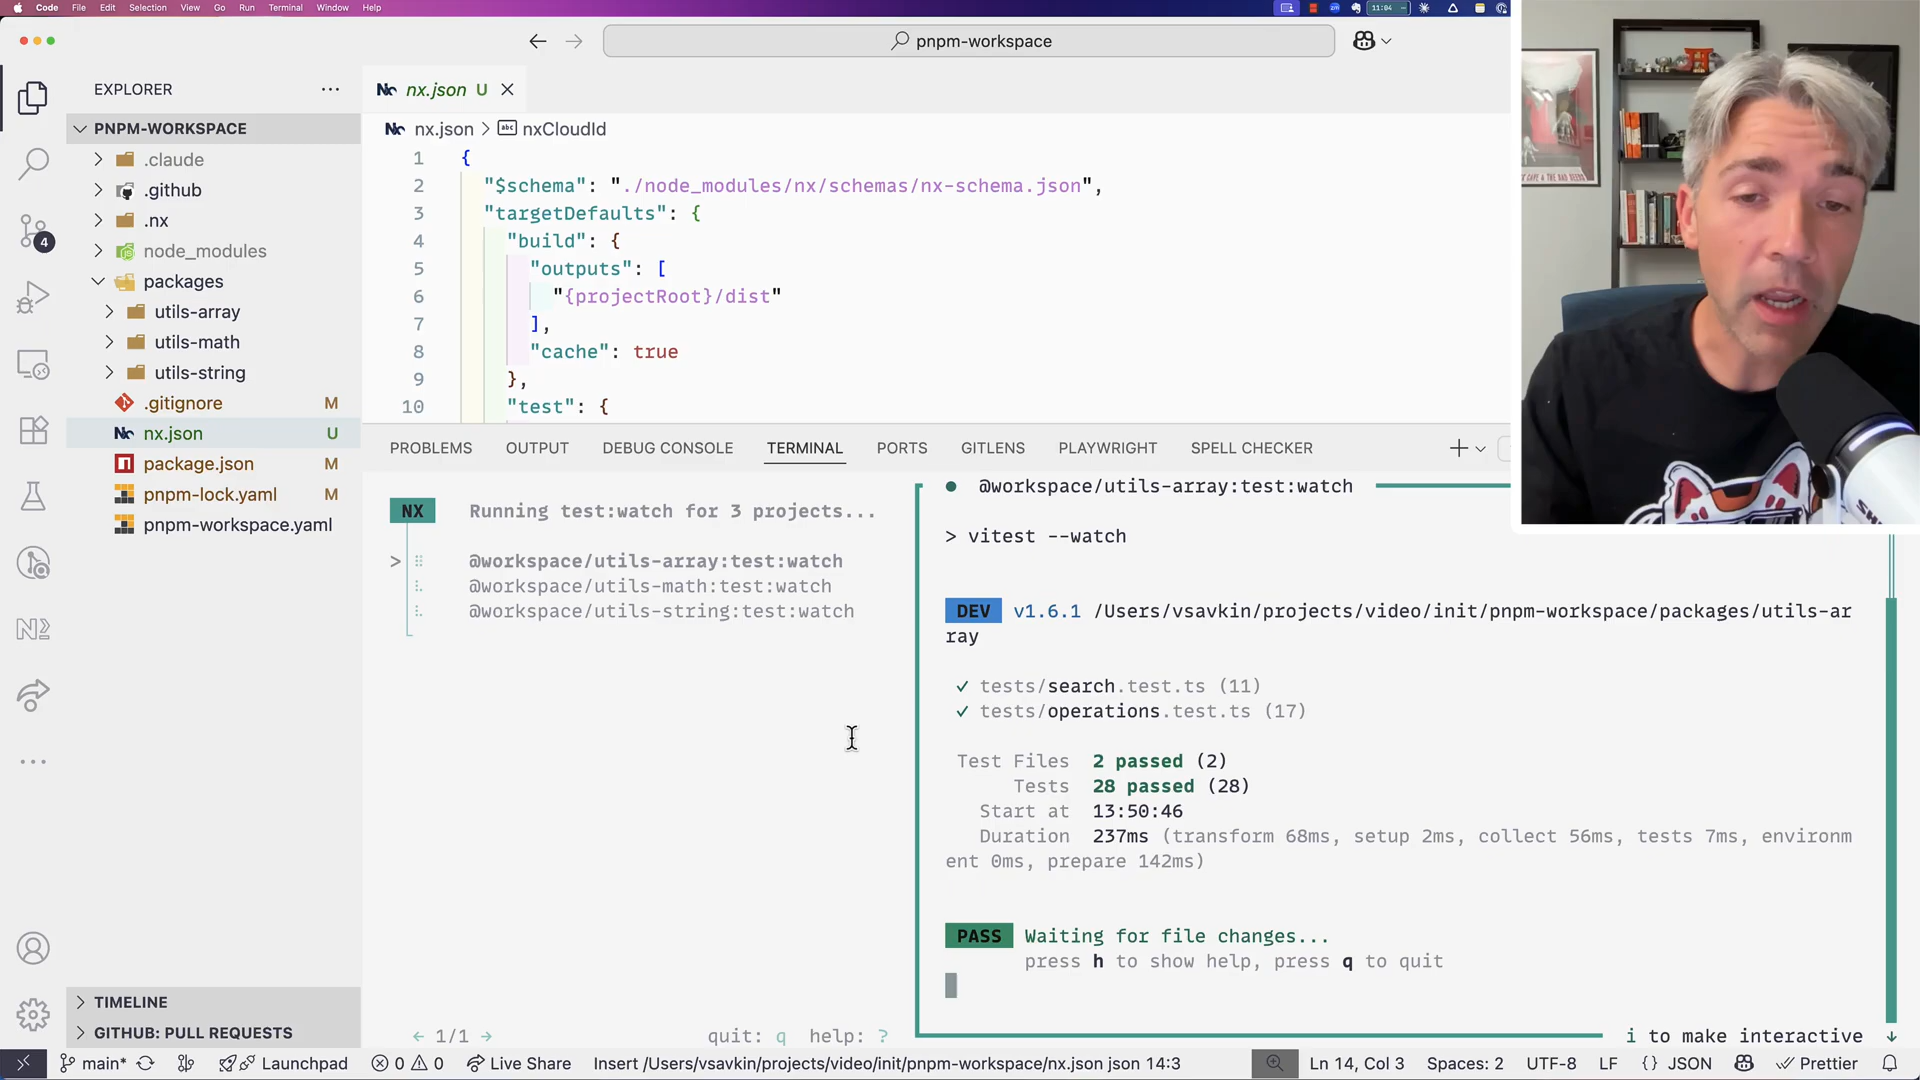 Code File Edit Selection View Go Run Terminal Window Help
11:04
pnpm-workspace
EXPLORER
PNPM-WORKSPACE
.claude
.github
.nx
node_modules
packages
utils-array
utils-math
utils-string
.gitignore M
nx.json U
package.json M
pnpm-lock.yaml M
pnpm-workspace.yaml
4
TIMELINE
GITHUB: PULL REQUESTS
nx.json U
nx.json > nxCloudId
1 {
2 "$schema": "./node_modules/nx/schemas/nx-schema.json",
3 "targetDefaults": {
4 "build": {
5 "outputs": [
6 "{projectRoot}/dist"
7 ],
8 "cache": true
9 },
10 "test": {
PROBLEMS OUTPUT DEBUG CONSOLE TERMINAL PORTS GITLENS PLAYWRIGHT SPELL CHECKER
NX Running test:watch for 3 projects...
> @workspace/utils-array:test:watch
@workspace/utils-math:test:watch
@workspace/utils-string:test:watch
← 1/1 → quit: q help: ?
@workspace/utils-array:test:watch
> vitest --watch
DEV v1.6.1 /Users/vsavkin/projects/video/init/pnpm-workspace/packages/utils-ar
ray
✓ tests/search.test.ts (11)
✓ tests/operations.test.ts (17)
Test Files 2 passed (2)
Tests 28 passed (28)
Start at 13:50:46
Duration 237ms (transform 68ms, setup 2ms, collect 56ms, tests 7ms, environm
ent 0ms, prepare 142ms)
PASS Waiting for file changes...
press h to show help, press q to quit
i to make interactive ↓
main* Launchpad 0 0 Live Share Insert /Users/vsavkin/projects/video/init/pnpm-workspace/nx.json json 14:3 Ln 14, Col 3 Spaces: 2 UTF-8 LF {} JSON Prettier